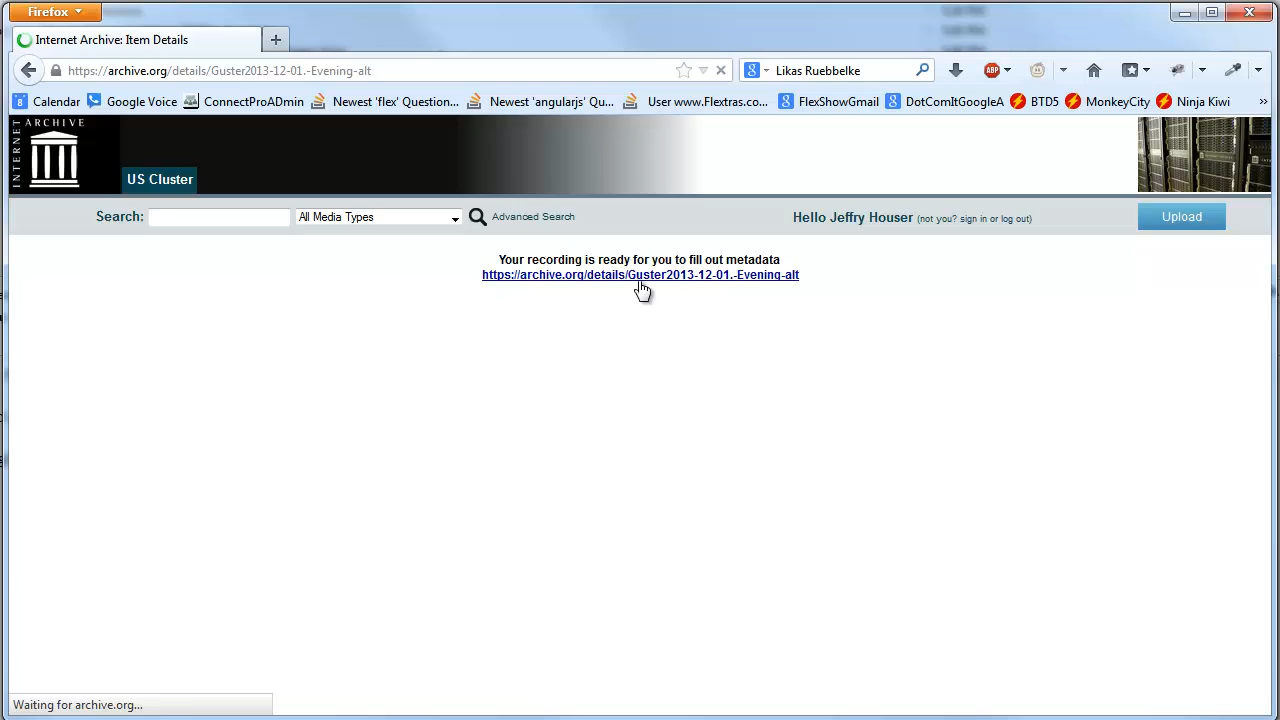 Firefox
Internet Archive: Item Details
https://archive.org/details/Guster2013-12-01.-Evening-alt
Likas Ruebbelke
ABP
8 Calendar
Google Voice
ConnectProADmin
Newest 'flex' Question...
Newest 'angularjs' Qu...
User www.Flextras.co...
FlexShowGmail
DotComItGoogleA
BTD5
MonkeyCity
Ninja Kiwi
INTERNET ARCHIVE
US Cluster
Search:
All Media Types
Advanced Search
Hello Jeffry Houser (not you? sign in or log out)
Upload
Your recording is ready for you to fill out metadata
https://archive.org/details/Guster2013-12-01.-Evening-alt
Waiting for archive.org...